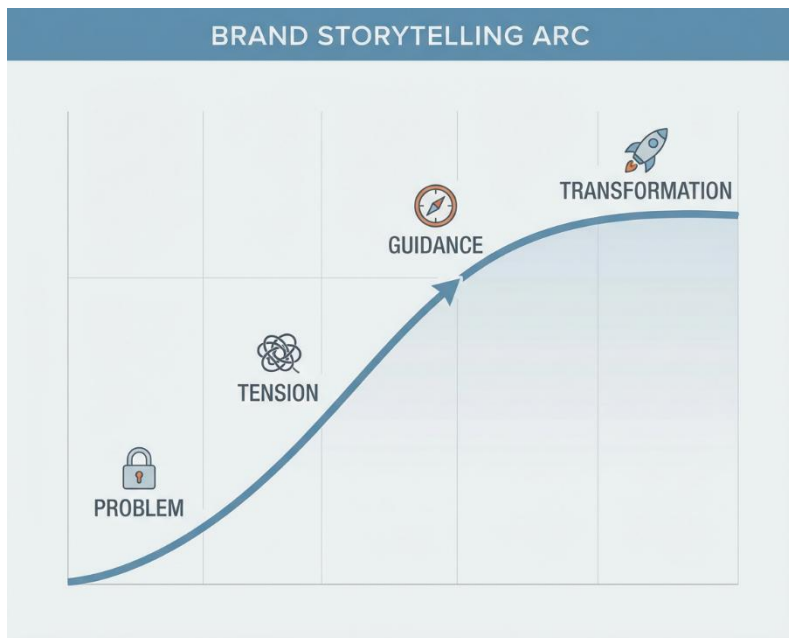 BRAND STORYTELLING ARC
PROBLEM
TENSION
GUIDANCE
TRANSFORMATION